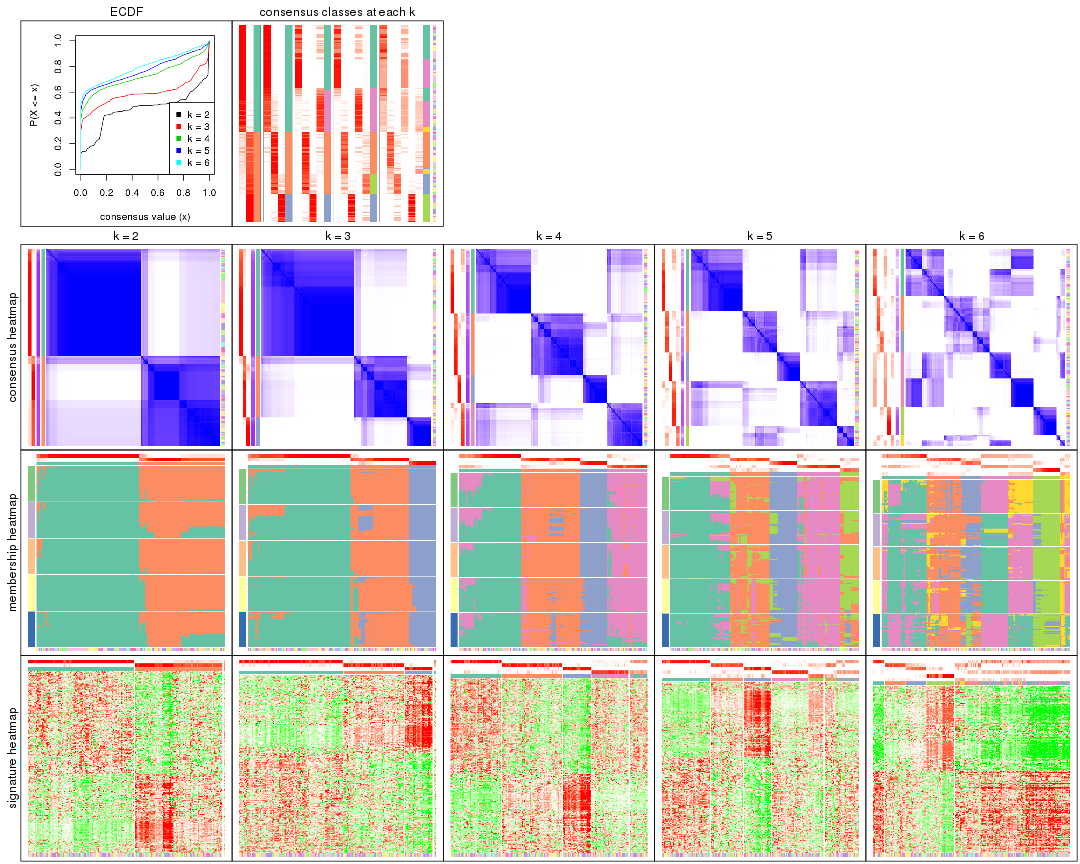 ECDF
consensus classes at each k
P(X <= x)
0.0 0.2 0.4 0.6 0.8 1.0
k = 2
k = 3
k = 4
k = 5
k = 6
0.0 0.2 0.4 0.6 0.8 1.0
consensus value (x)
k = 2
k = 3
k = 4
k = 5
k = 6
consensus heatmap
membership heatmap
signature heatmap